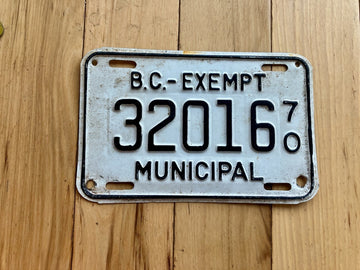 B.C.-EXEMPT
32016 70
MUNICIPAL